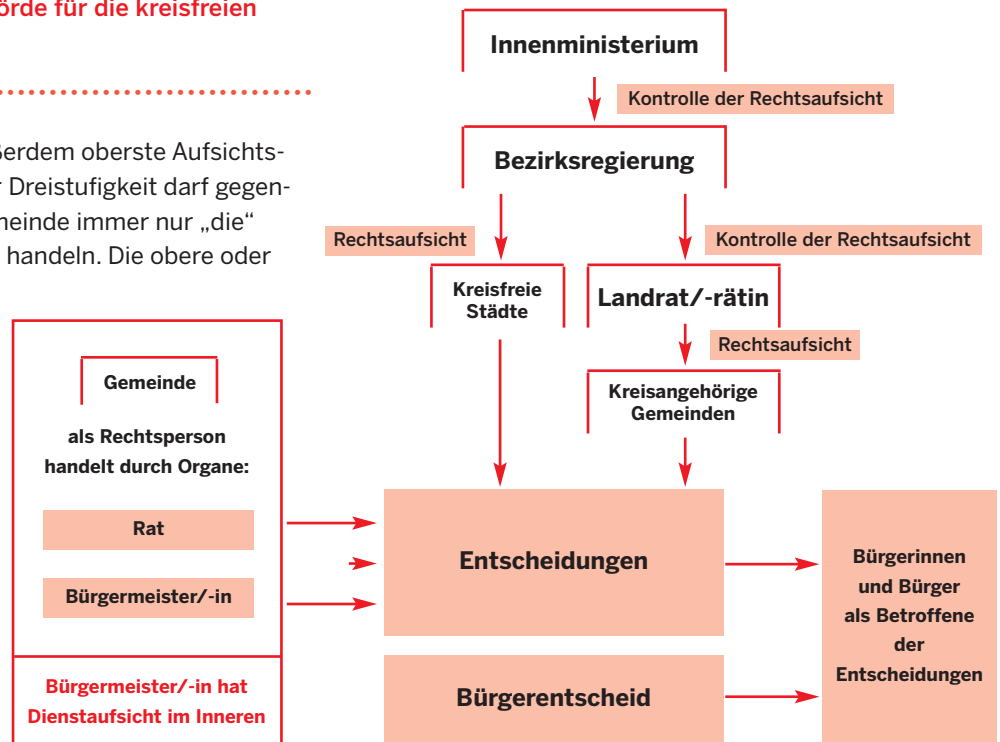 örde für die kreisfreien
ßerdem oberste Aufsichts-
r Dreistufigkeit darf gegen-
meinde immer nur „die“
handeln. Die obere oder
Innenministerium
Kontrolle der Rechtsaufsicht
Bezirksregierung
Rechtsaufsicht
Kontrolle der Rechtsaufsicht
Kreisfreie
Städte
Landrat/-rätin
Rechtsaufsicht
Kreisangehörige
Gemeinden
Gemeinde
als Rechtsperson
handelt durch Organe:
Rat
Bürgermeister/-in
Bürgermeister/-in hat
Dienstaufsicht im Inneren
Entscheidungen
Bürgerentscheid
Bürgerinnen
und Bürger
als Betroffene
der
Entscheidungen